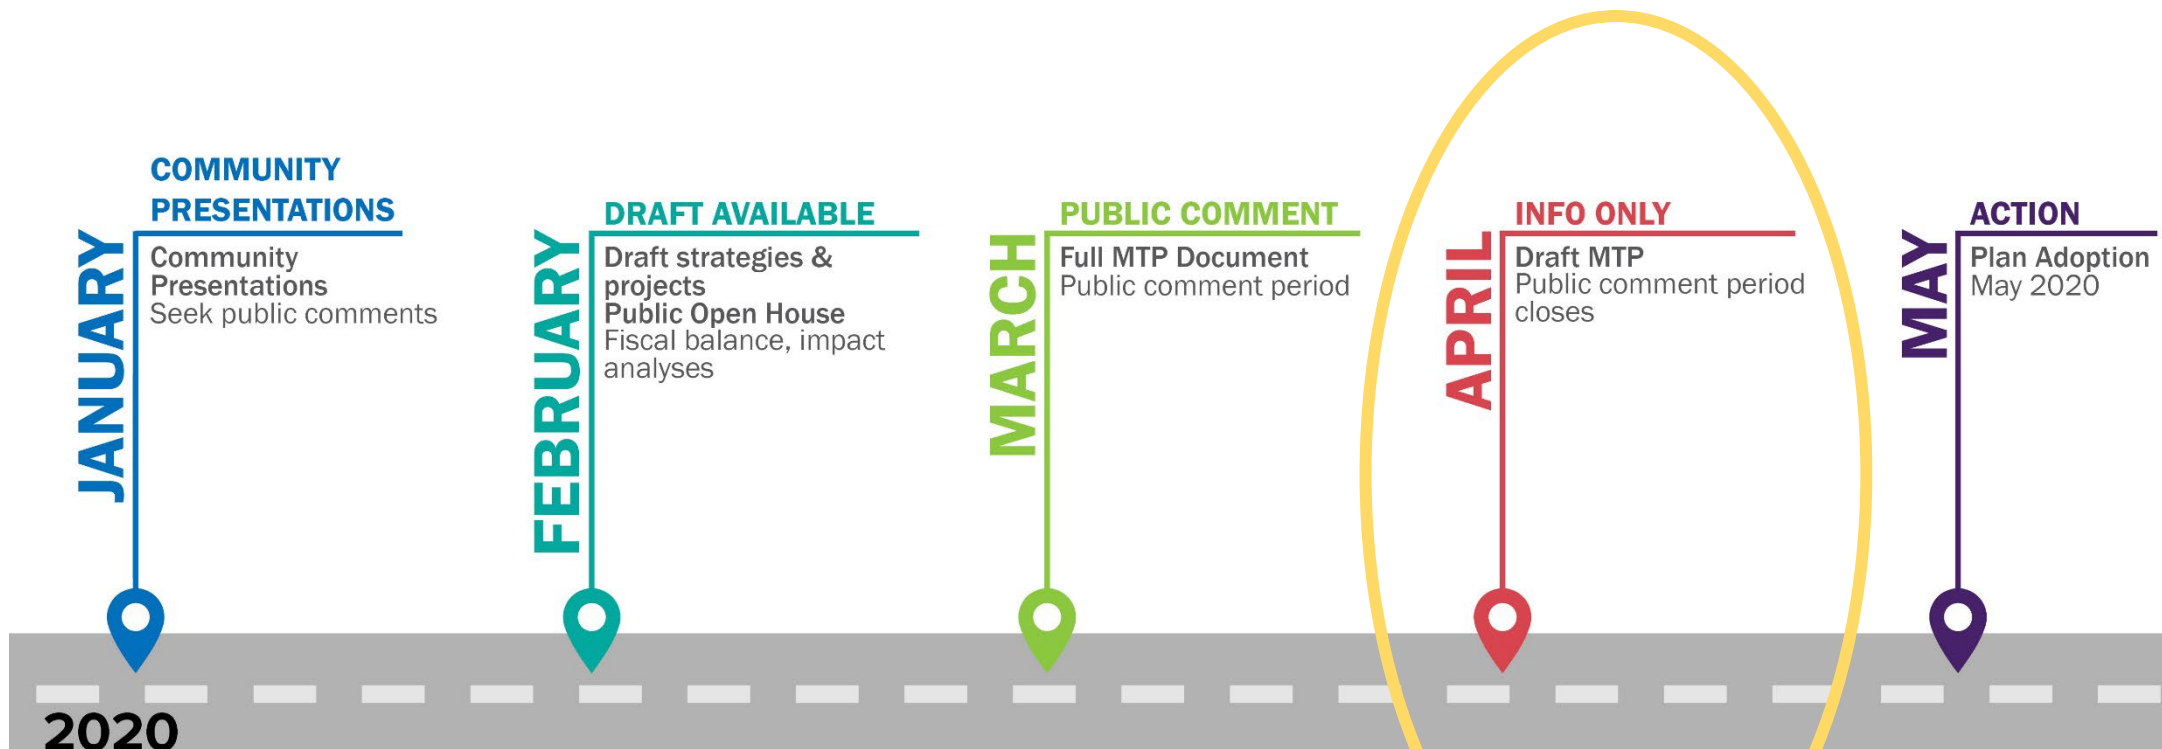 JANUARY
COMMUNITY
PRESENTATIONS
Community
Presentations
Seek public comments
FEBRUARY
DRAFT AVAILABLE
Draft strategies &
projects
Public Open House
Fiscal balance, impact
analyses
MARCH
PUBLIC COMMENT
Full MTP Document
Public comment period
APRIL
INFO ONLY
Draft MTP
Public comment period
closes
MAY
ACTION
Plan Adoption
May 2020
2020